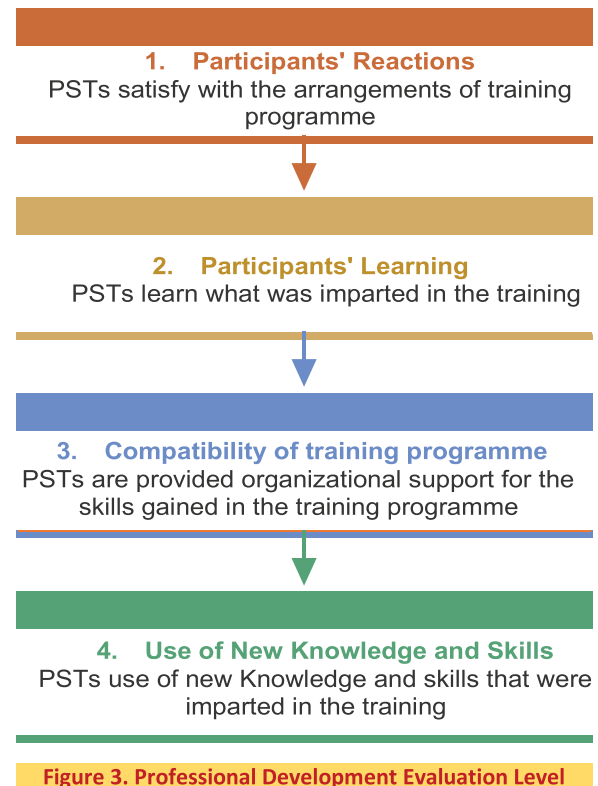 1. Participants' Reactions
PSTs satisfy with the arrangements of training
programme
2. Participants' Learning
PSTs learn what was imparted in the training
3. Compatibility of training programme
PSTs are provided organizational support for the
skills gained in the training programme
4. Use of New Knowledge and Skills
PSTs use of new Knowledge and skills that were
imparted in the training
Figure 3. Professional Development Evaluation Level